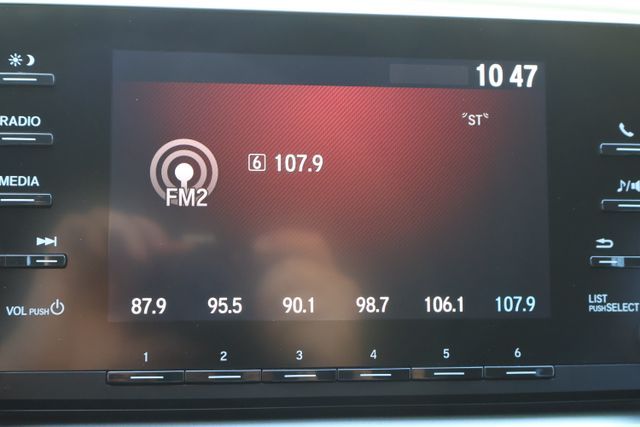 10 47
RADIO
"ST"
6 107.9
MEDIA
FM2
VOL PUSH
87.9 95.5 90.1 98.7 106.1 107.9
LIST
PUSH SELECT
1 2 3 4 5 6